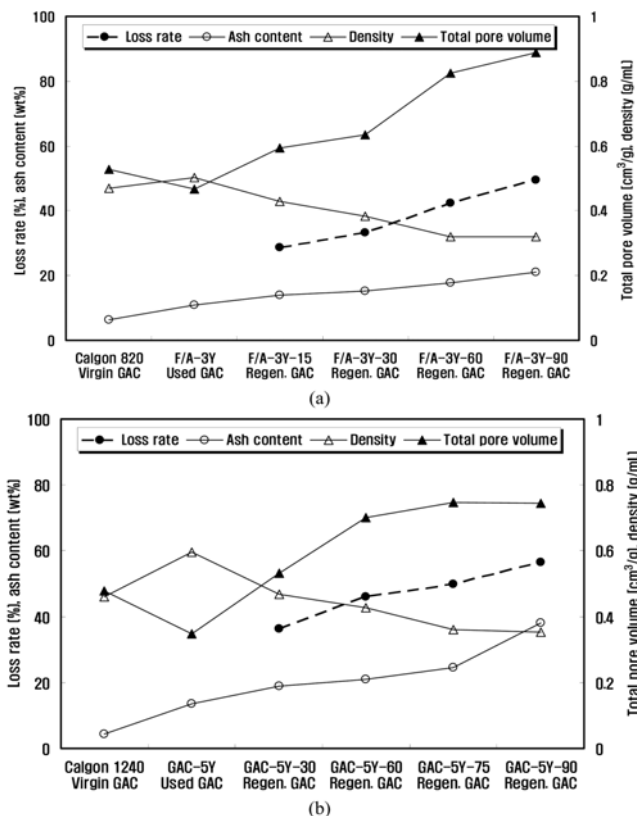 100
1
Loss rate
Ash content
Density
Total pore volume
80
0.8
60
0.6
40
0.4
20
0.2
0
0
Loss rate [%], ash content [wt%]
Total pore volume [cm³/g], density [g/mL]
Calgon 820
Virgin GAC
F/A-3Y
Used GAC
F/A-3Y-15
Regen. GAC
F/A-3Y-30
Regen. GAC
F/A-3Y-60
Regen. GAC
F/A-3Y-90
Regen. GAC
(a)
100
1
Loss rate
Ash content
Density
Total pore volume
80
0.8
60
0.6
40
0.4
20
0.2
0
0
Loss rate [%], ash content [wt%]
Total pore volume [cm³/g], density [g/mL]
Calgon 1240
Virgin GAC
GAC-5Y
Used GAC
GAC-5Y-30
Regen. GAC
GAC-5Y-60
Regen. GAC
GAC-5Y-75
Regen. GAC
GAC-5Y-90
Regen. GAC
(b)